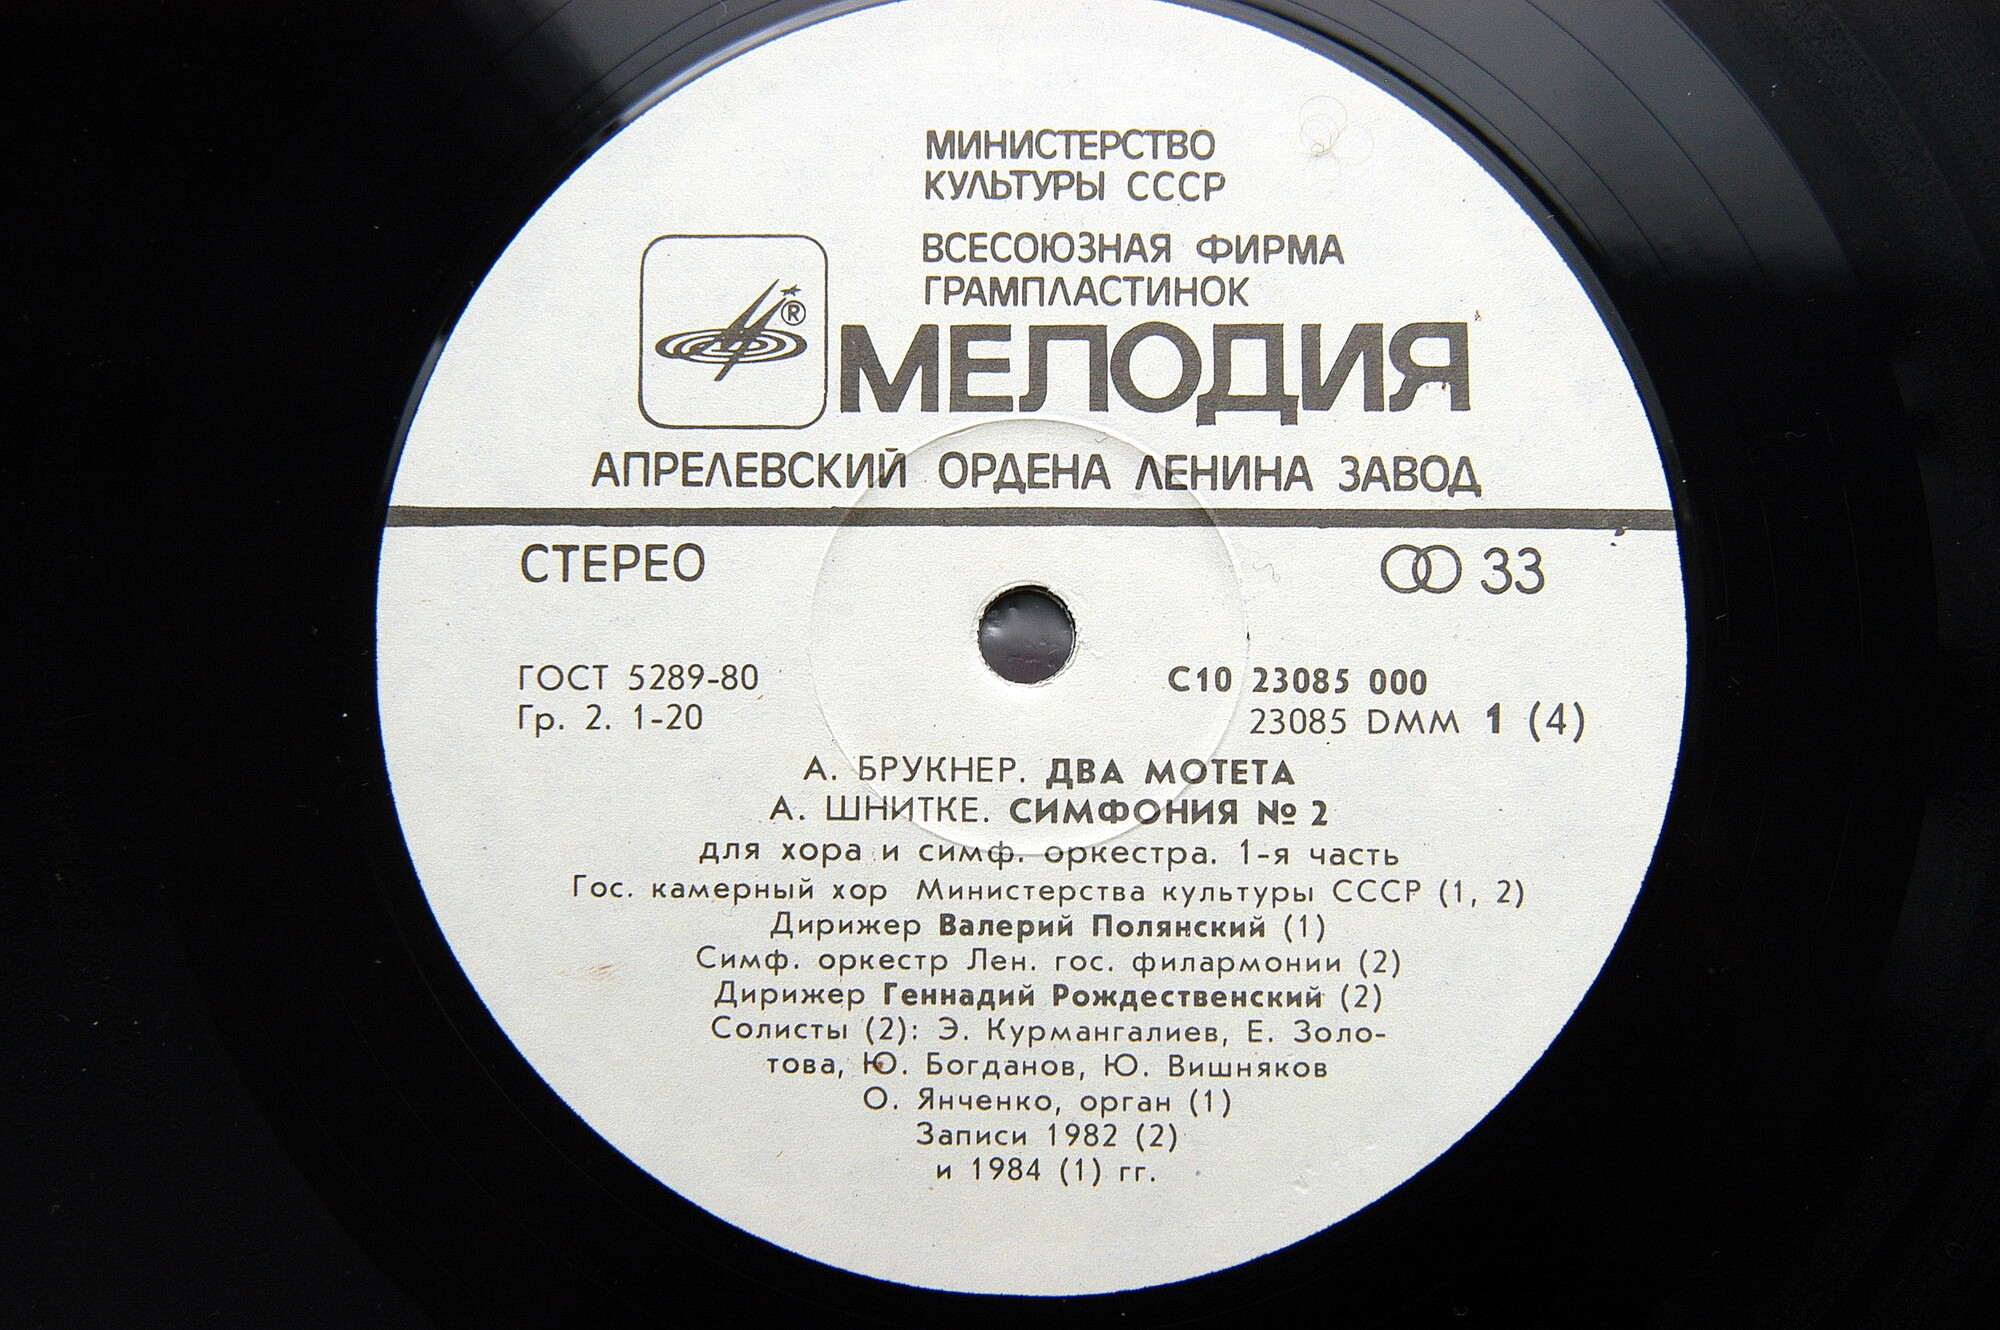 МИНИСТЕРСТВО
КУЛЬТУРЫ СССР
ВСЕСОЮЗНАЯ ФИРМА
ГРАМПЛАСТИНОК
®
МЕЛОДИЯ
АПРЕЛЕВСКИЙ ОРДЕНА ЛЕНИНА ЗАВОД
СТЕРЕО
33
ГОСТ 5289-80
С10 23085 000
Гр. 2. 1-20
23085 DMM 1 (4)
А. БРУКНЕР. ДВА МОТЕТА
А. ШНИТКЕ. СИМФОНИЯ № 2
для хора и симф. оркестра. 1-я часть
Гос. камерный хор Министерства культуры СССР (1, 2)
Дирижер Валерий Полянский (1)
Симф. оркестр Лен. гос. филармонии (2)
Дирижер Геннадий Рождественский (2)
Солисты (2): Э. Курмангалиев, Е. Золо-
това, Ю. Богданов, Ю. Вишняков
О. Янченко, орган (1)
Записи 1982 (2)
и 1984 (1) гг.